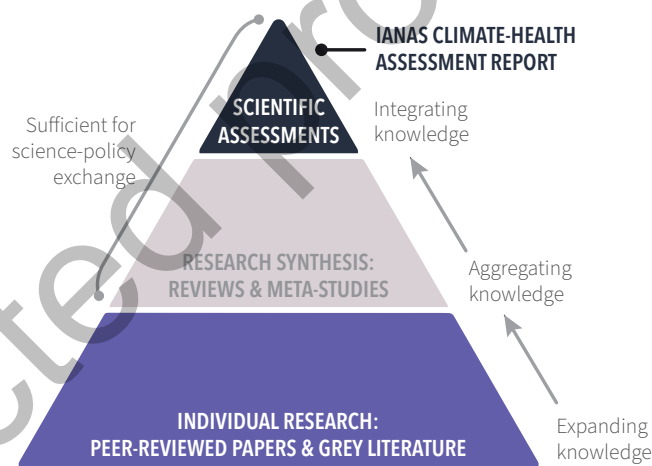 IANAS CLIMATE-HEALTH
ASSESSMENT REPORT
SCIENTIFIC
ASSESSMENTS
Integrating
knowledge
Sufficient for
science-policy
exchange
RESEARCH SYNTHESIS:
REVIEWS & META-STUDIES
Aggregating
knowledge
INDIVIDUAL RESEARCH:
PEER-REVIEWED PAPERS & GREY LITERATURE
Expanding
knowledge